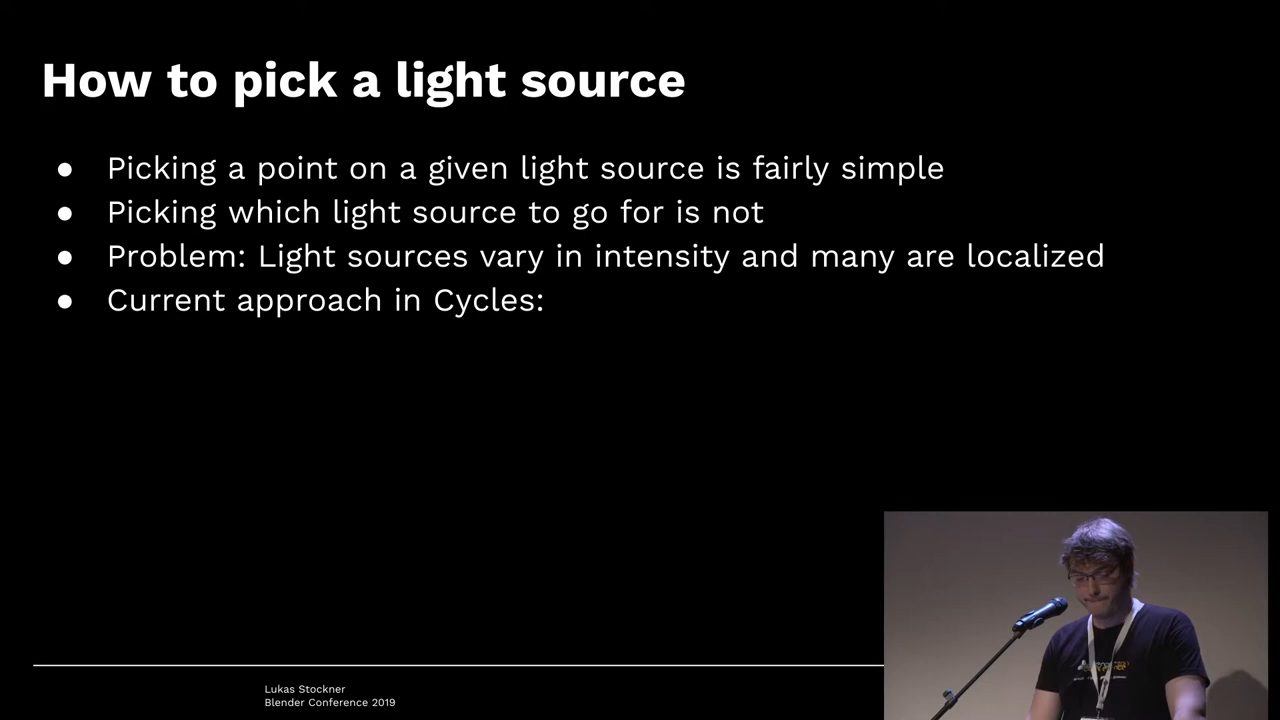 How to pick a light source
● Picking a point on a given light source is fairly simple
● Picking which light source to go for is not
● Problem: Light sources vary in intensity and many are localized
● Current approach in Cycles:
Lukas Stockner
Blender Conference 2019